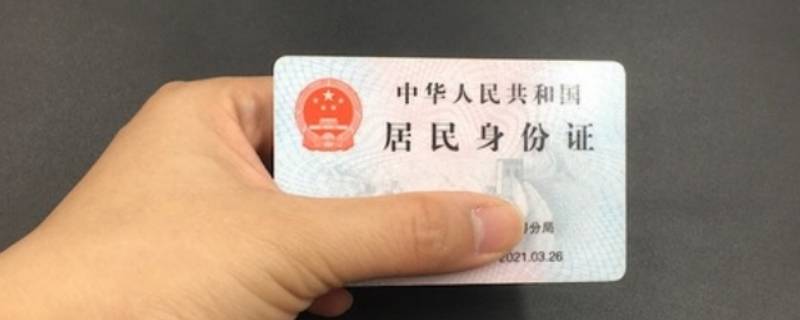 中华人民共和国
居民身份证
分局
2021.03.26